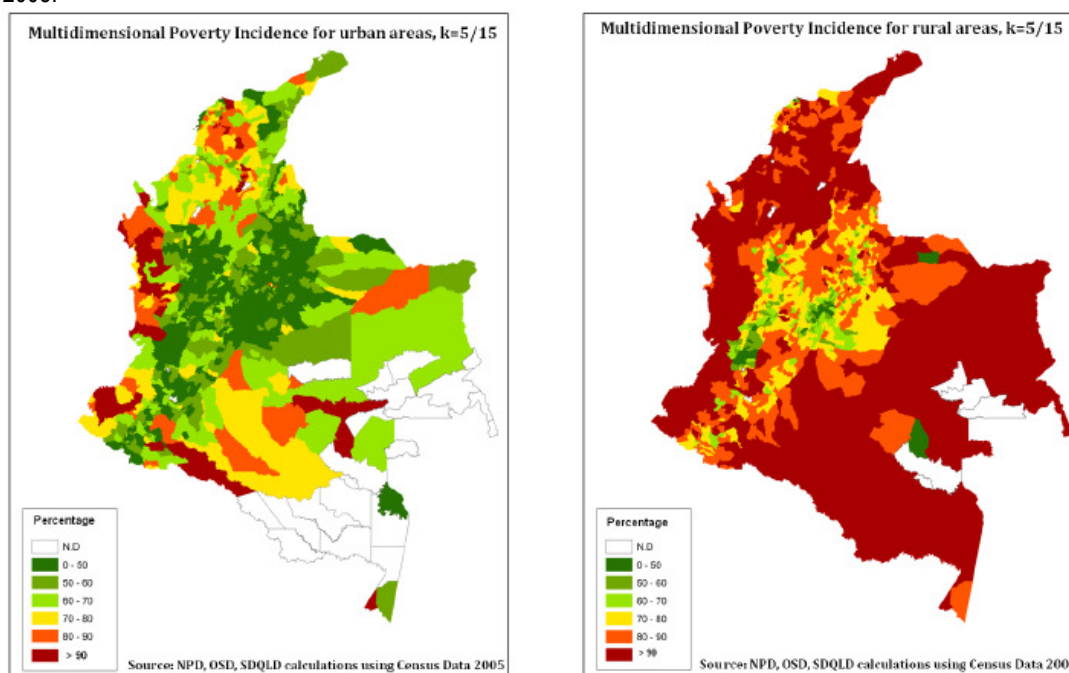 2005.
Multidimensional Poverty Incidence for urban areas, k=5/15
Percentage
N.D
0 - 50
50 - 60
60 - 70
70 - 80
80 - 90
> 90
Source: NPD, OSD, SDQLD calculations using Census Data 2005
Multidimensional Poverty Incidence for rural areas, k=5/15
Percentage
N.D
0 - 50
50 - 60
60 - 70
70 - 80
80 - 90
> 90
Source: NPD, OSD, SDQLD calculations using Census Data 200